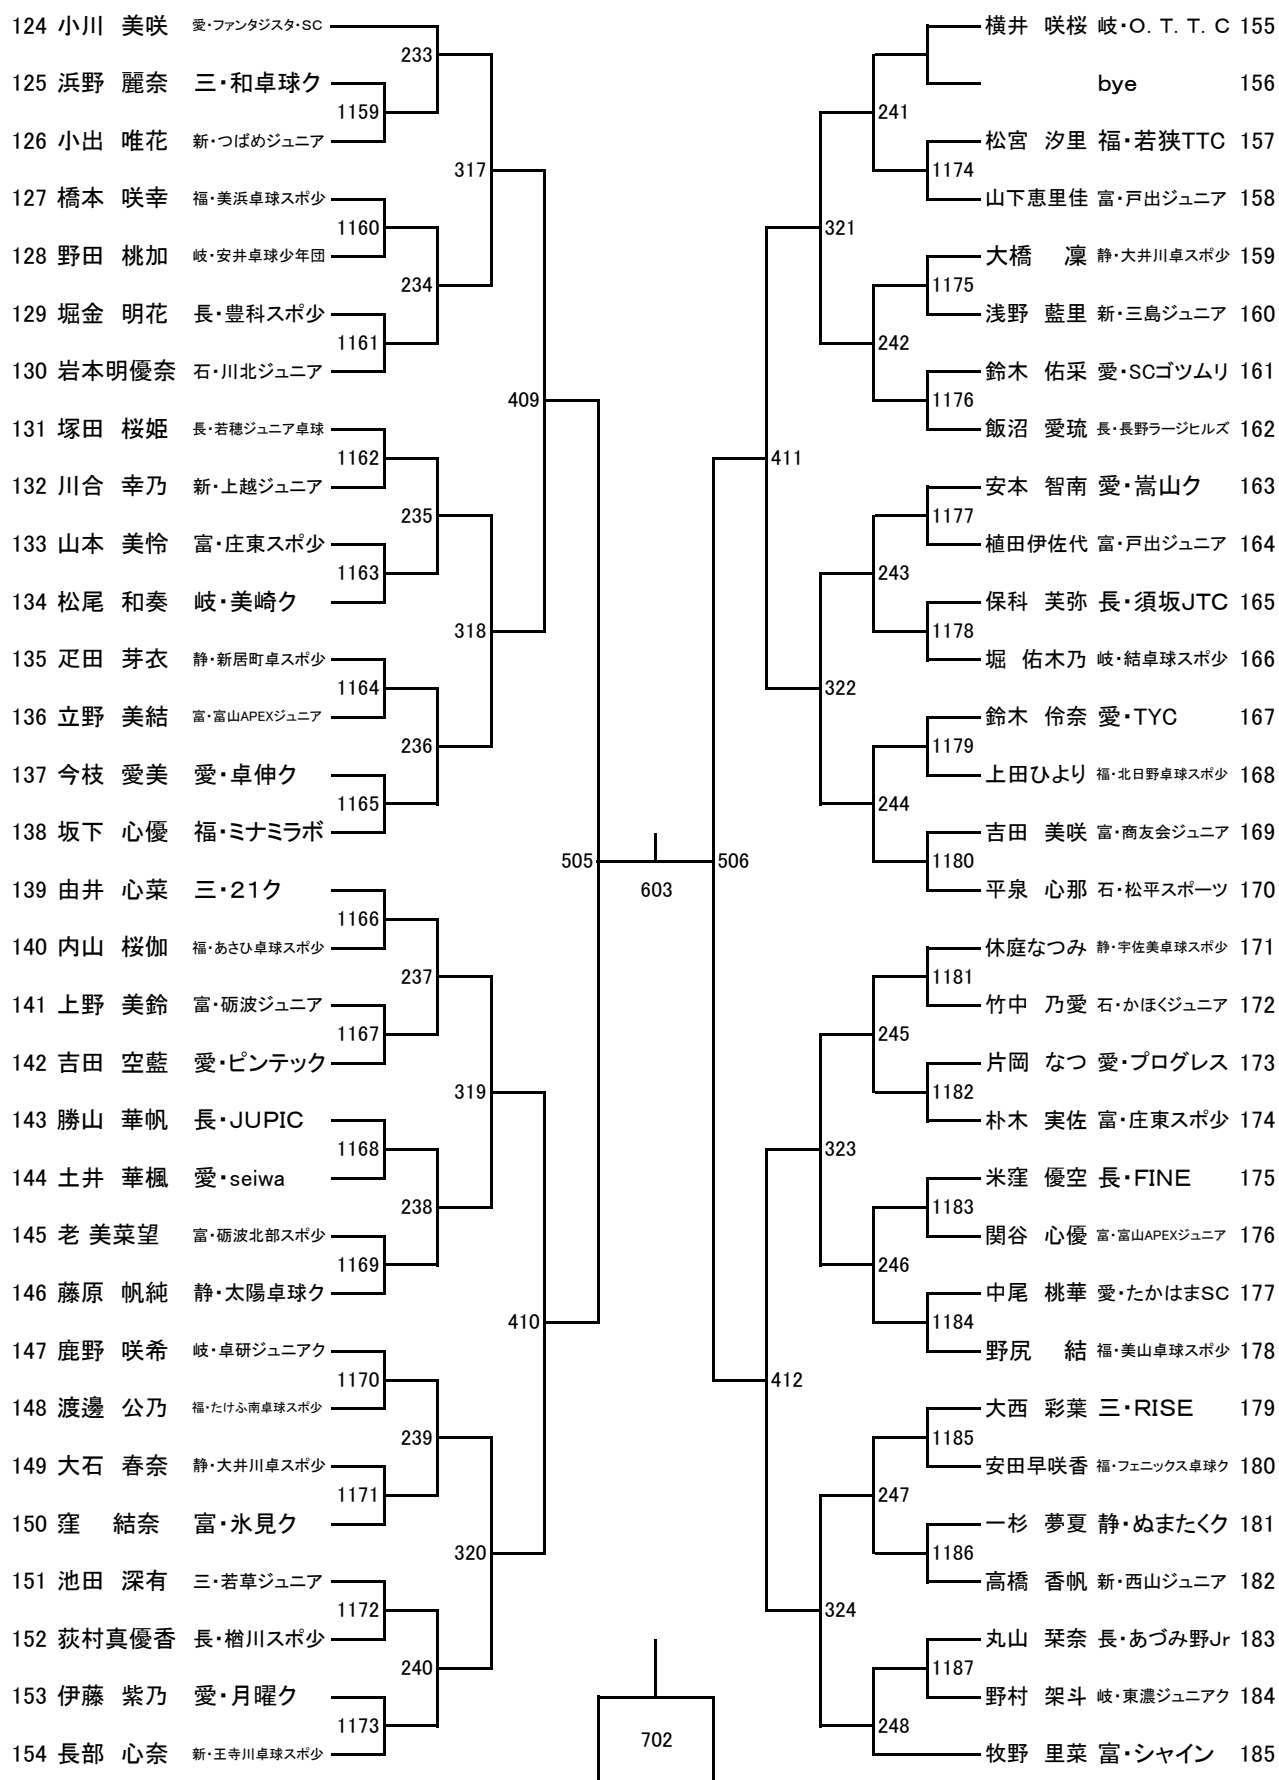 124 小川 美咲 愛・ファンタジスタ・SC
125 浜野 麗奈 三・和卓球ク
126 小出 唯花 新・つばめジュニア
127 橋本 咲幸 福・美浜卓球スポ少
128 野田 桃加 岐・安井卓球少年団
129 堀金 明花 長・豊科スポ少
130 岩本明優奈 石・川北ジュニア
131 塚田 桜姫 長・若穂ジュニア卓球
132 川合 幸乃 新・上越ジュニア
133 山本 美怜 富・庄東スポ少
134 松尾 和奏 岐・美崎ク
135 疋田 芽衣 静・新居町卓スポ少
136 立野 美結 富・富山APEXジュニア
137 今枝 愛美 愛・卓伸ク
138 坂下 心優 福・ミナミラボ
139 由井 心菜 三・21ク
140 内山 桜伽 福・あさひ卓球スポ少
141 上野 美鈴 富・砺波ジュニア
142 吉田 空藍 愛・ピンテック
143 勝山 華帆 長・JUPIC
144 土井 華楓 愛・seiwa
145 老 美菜望 富・砺波北部スポ少
146 藤原 帆純 静・太陽卓球ク
147 鹿野 咲希 岐・卓研ジュニアク
148 渡邊 公乃 福・たけふ南卓球スポ少
149 大石 春奈 静・大井川卓スポ少
150 窪 結奈 富・氷見ク
151 池田 深有 三・若草ジュニア
152 荻村真優香 長・楢川スポ少
153 伊藤 紫乃 愛・月曜ク
154 長部 心奈 新・王寺川卓球スポ少
1159
1160
1161
1162
1163
1164
1165
1166
1167
1168
1169
1170
1171
1172
1173
233
234
235
236
237
238
239
240
317
318
319
320
409
410
505
603
702
506
411
412
321
322
323
324
241
242
243
244
245
246
247
248
1174
1175
1176
1177
1178
1179
1180
1181
1182
1183
1184
1185
1186
1187
横井 咲桜 岐・O.T.T.C 155
bye 156
松宮 汐里 福・若狭TTC 157
山下恵里佳 富・戸出ジュニア 158
大橋 凜 静・大井川卓スポ少 159
浅野 藍里 新・三島ジュニア 160
鈴木 佑采 愛・SCゴツムリ 161
飯沼 愛琉 長・長野ラージヒルズ 162
安本 智南 愛・嵩山ク 163
植田伊佐代 富・戸出ジュニア 164
保科 芙弥 長・須坂JTC 165
堀 佑木乃 岐・結卓球スポ少 166
鈴木 伶奈 愛・TYC 167
上田ひより 福・北日野卓球スポ少 168
吉田 美咲 富・商友会ジュニア 169
平泉 心那 石・松平スポーツ 170
休庭なつみ 静・宇佐美卓球スポ少 171
竹中 乃愛 石・かほくジュニア 172
片岡 なつ 愛・プログレス 173
朴木 実佐 富・庄東スポ少 174
米窪 優空 長・FINE 175
関谷 心優 富・富山APEXジュニア 176
中尾 桃華 愛・たかはまSC 177
野尻 結 福・美山卓球スポ少 178
大西 彩葉 三・RISE 179
安田早咲香 福・フェニックス卓球ク 180
一杉 夢夏 静・ぬまたくク 181
高橋 香帆 新・西山ジュニア 182
丸山 栞奈 長・あづみ野Jr 183
野村 架斗 岐・東濃ジュニアク 184
牧野 里菜 富・シャイン 185